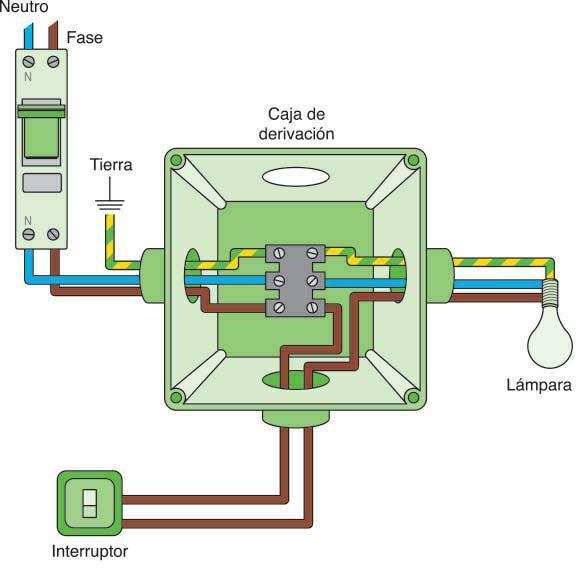 Neutro
Fase
N
Caja de
derivación
Tierra
N
Lámpara
Interruptor